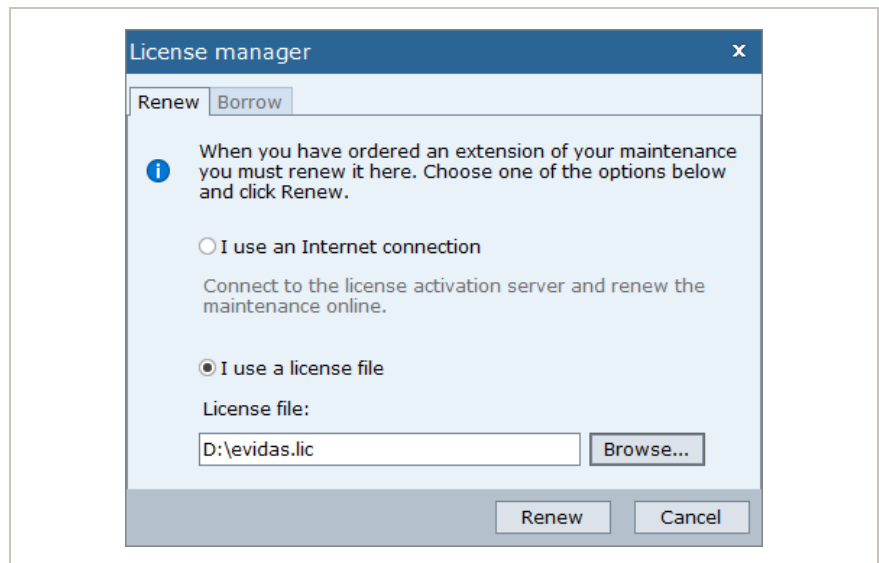 License manager
x
Renew Borrow
When you have ordered an extension of your maintenance
you must renew it here. Choose one of the options below
and click Renew.
I use an Internet connection
Connect to the license activation server and renew the
maintenance online.
I use a license file
License file:
D:\evidas.lic Browse...
Renew Cancel